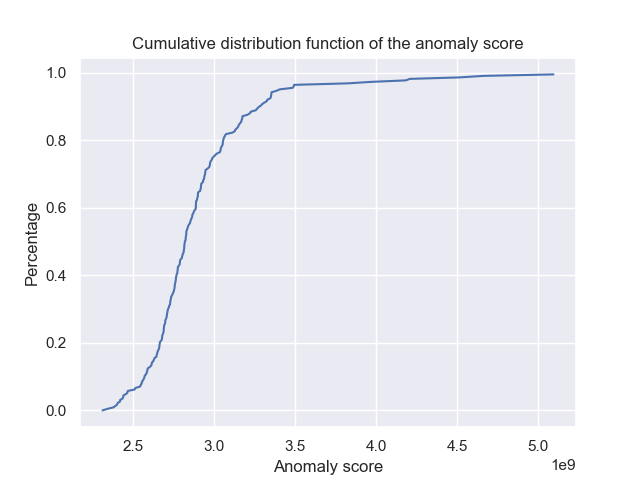 Cumulative distribution function of the anomaly score
1.0
0.8
0.6
0.4
0.2
0.0
Percentage
2.5 3.0 3.5 4.0 4.5 5.0
1e9
Anomaly score